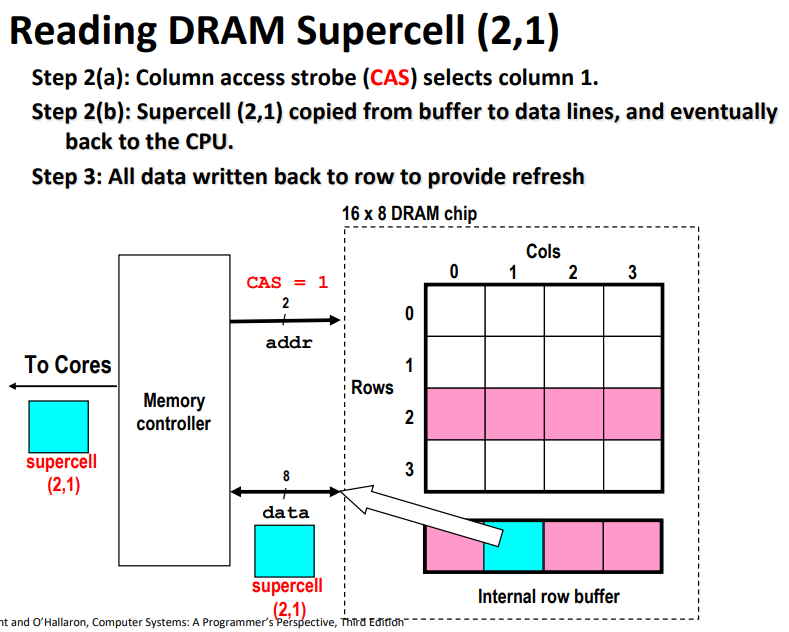 Reading DRAM Supercell (2,1)
Step 2(a): Column access strobe (CAS) selects column 1.
Step 2(b): Supercell (2,1) copied from buffer to data lines, and eventually
back to the CPU.
Step 3: All data written back to row to provide refresh
16 x 8 DRAM chip
Cols
0 1 2 3
CAS = 1
2
addr
0
1
Rows
2
3
To Cores
Memory
controller
supercell
(2,1)
8
data
supercell
(2,1)
Internal row buffer
nt and O'Hallaron, Computer Systems: A Programmer's Perspective, Third Edition